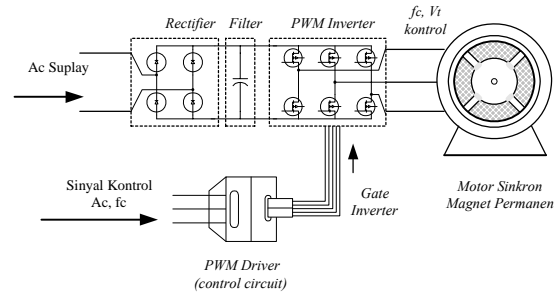 Rectifier
Filter
PWM Inverter
fc, Vt
kontrol
Ac Suplay
Sinyal Kontrol
Ac, fc
Gate
Inverter
Motor Sinkron
Magnet Permanen
PWM Driver
(control circuit)